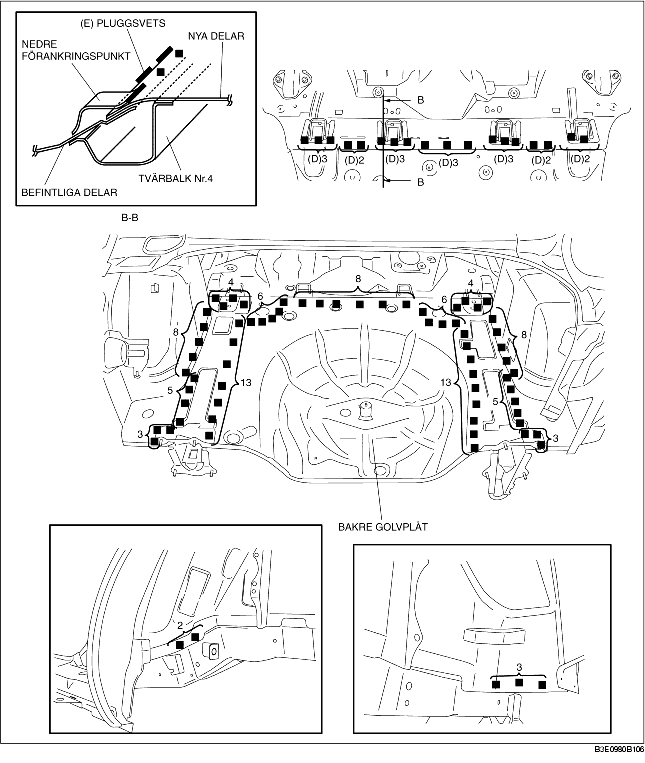 (E) PLUGGSVETS
NYA DELAR
NEDRE
FÖRANKRINGSPUNKT
TVÄRBALK Nr.4
BEFINTLIGA DELAR
B-B
B
(D)3
(D)2
(D)3
(D)3
(D)3
(D)2
(D)2
B
4
6
8
6
4
8
8
5
13
13
5
3
3
BAKRE GOLVPLÅT
2
3
B3E0980B106